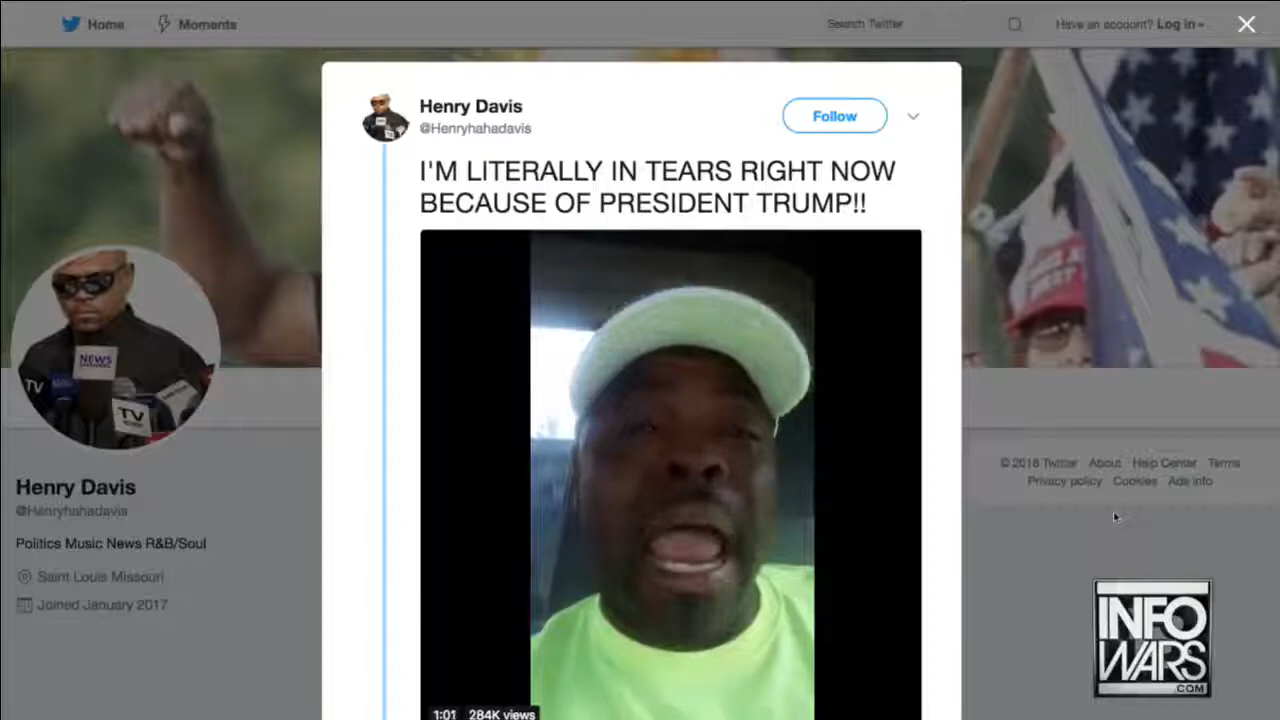 Home
Moments
Search Twitter
Have an account? Log in
Henry Davis
@Henryhahadavis
Follow
I'M LITERALLY IN TEARS RIGHT NOW
BECAUSE OF PRESIDENT TRUMP!!
NEWS
TV
TV
Henry Davis
@Henryhahadavis
Politics Music News R&B/Soul
Saint Louis Missouri
Joined January 2017
© 2018 Twitter About Help Center Terms
Privacy policy Cookies Ads info
1:01 284K views
INFO
WARS
.COM